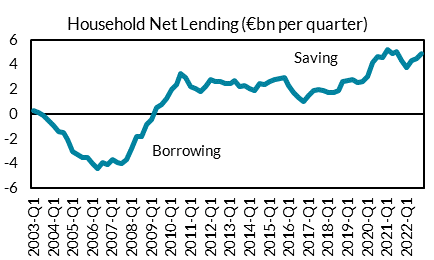 Household Net Lending (€bn per quarter)
6
4
2
0
-2
-4
-6
Saving
Borrowing
2003-Q1
2004-Q1
2005-Q1
2006-Q1
2007-Q1
2008-Q1
2009-Q1
2010-Q1
2011-Q1
2012-Q1
2013-Q1
2014-Q1
2015-Q1
2016-Q1
2017-Q1
2018-Q1
2019-Q1
2020-Q1
2021-Q1
2022-Q1